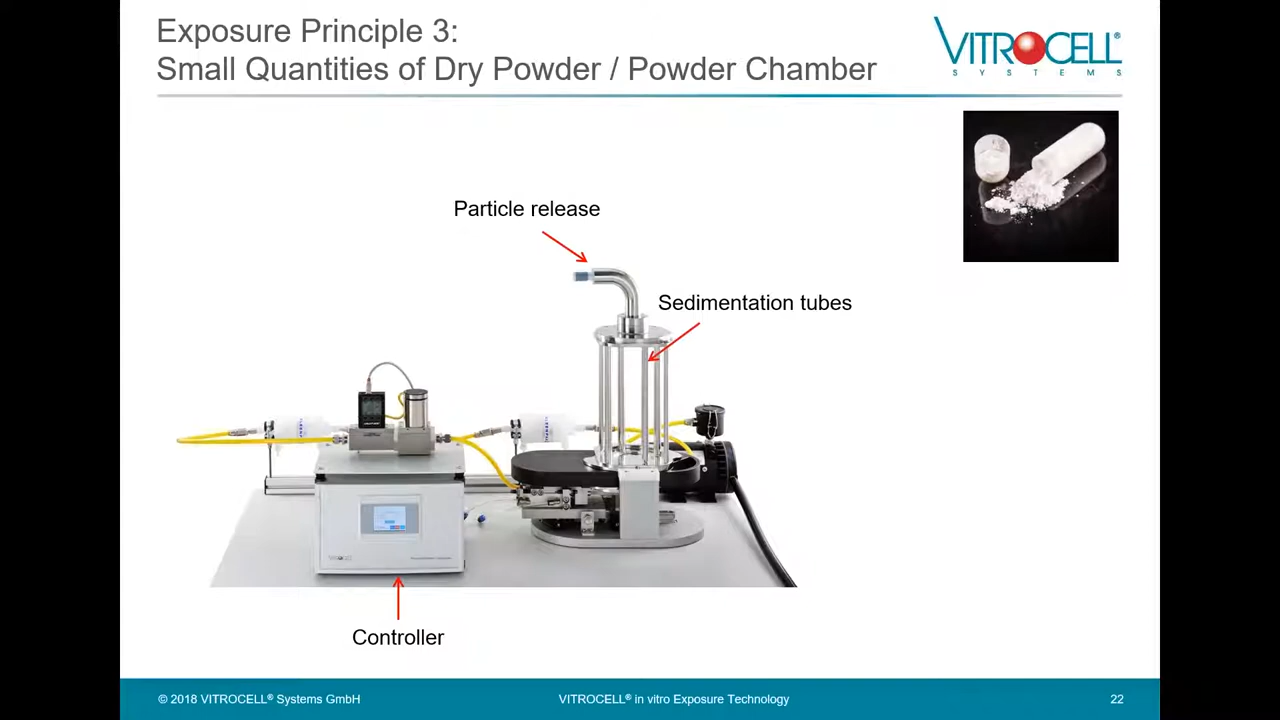 Exposure Principle 3:
Small Quantities of Dry Powder / Powder Chamber
VITROCELL®
SYSTEMS
Particle release
Sedimentation tubes
Controller
© 2018 VITROCELL® Systems GmbH
VITROCELL® in vitro Exposure Technology
22